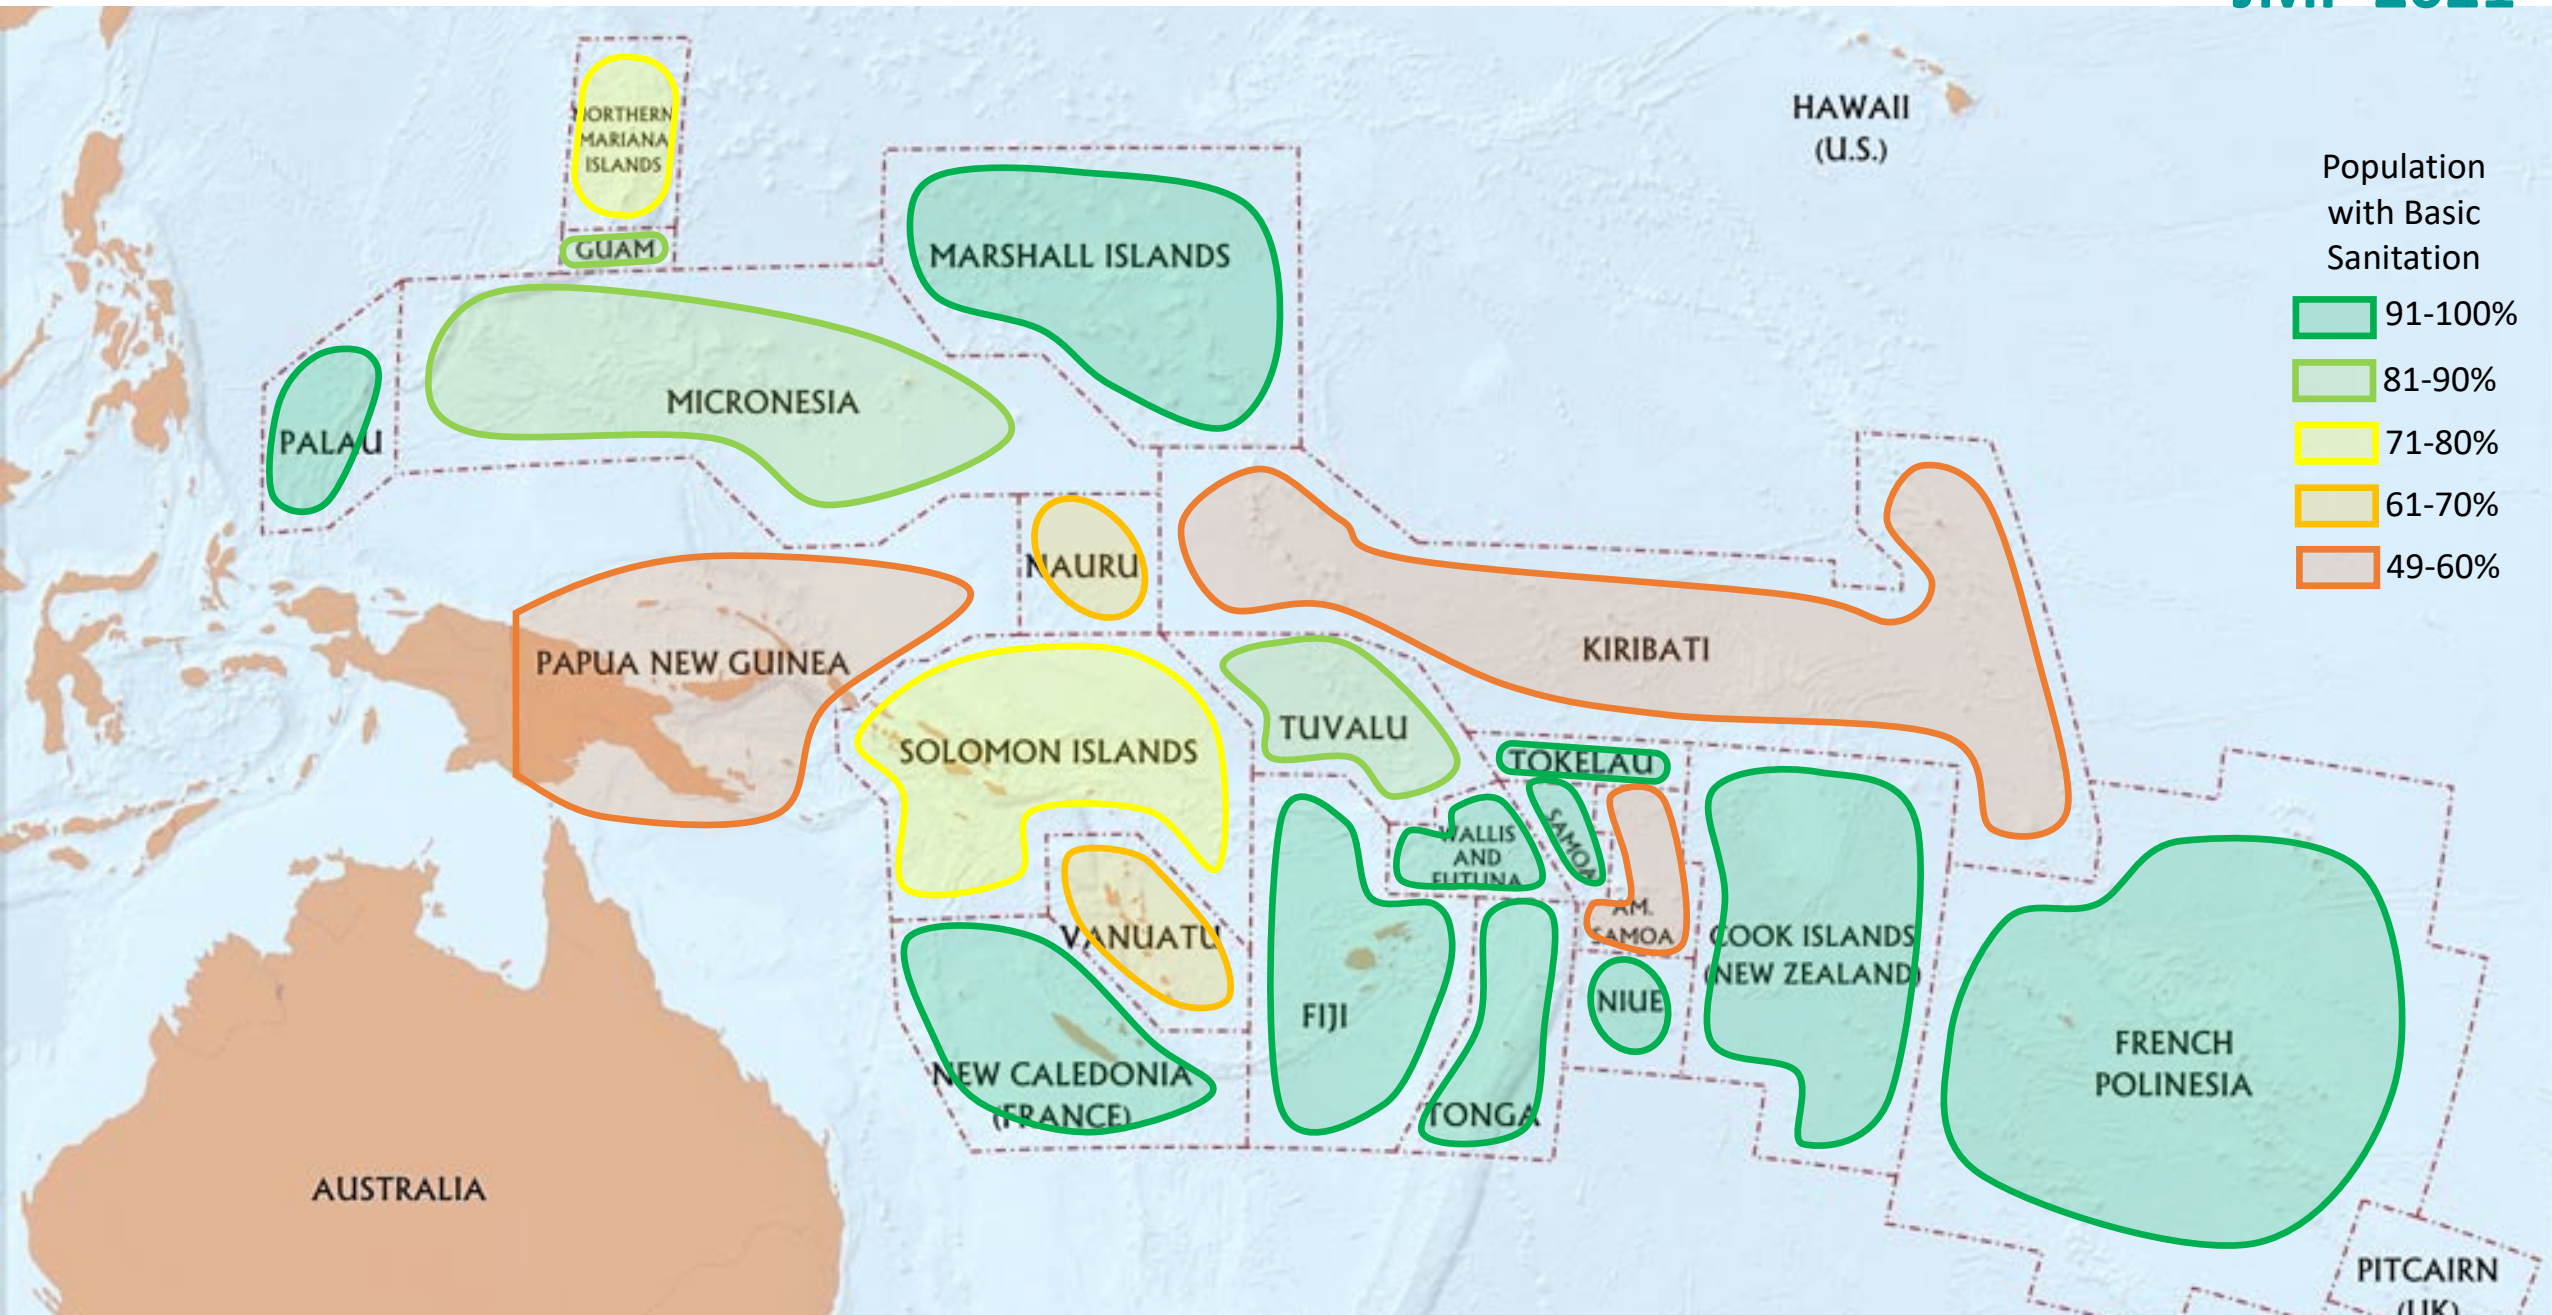 HAWAII
(U.S.)
NORTHERN
MARIANA
ISLANDS
GUAM
MARSHALL ISLANDS
MICRONESIA
PALAU
NAURU
PAPUA NEW GUINEA
KIRIBATI
SOLOMON ISLANDS
TUVALU
TOKELAU
WALLIS
AND
FUTUNA
SAMOA
AM.
SAMOA
VANUATU
COOK ISLANDS
(NEW ZEALAND)
NIUE
FIJI
TONGA
NEW CALEDONIA
(FRANCE)
FRENCH
POLINESIA
AUSTRALIA
PITCAIRN
(UK)
Population
with Basic
Sanitation
91-100%
81-90%
71-80%
61-70%
49-60%